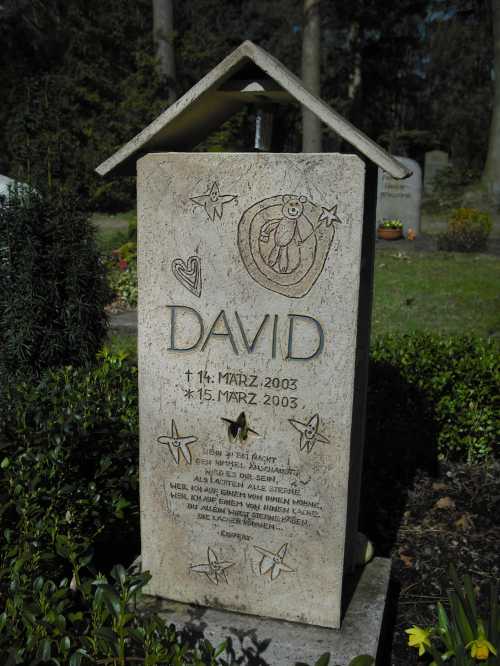 DAVID
† 14. MÄRZ 2003
* 15. MÄRZ 2003
WENN DU BEI NACHT
DEN HIMMEL ANSCHAUST,
WIRD ES DIR SEIN,
ALS LACHTEN ALLE STERNE,
WEIL ICH AUF EINEM VON IHNEN WOHNE,
WEIL ICH AUF EINEM VON IHNEN LACHE.
DU ALLEIN WIRST STERNE HABEN,
DIE LACHEN KÖNNEN...
EXUPERY